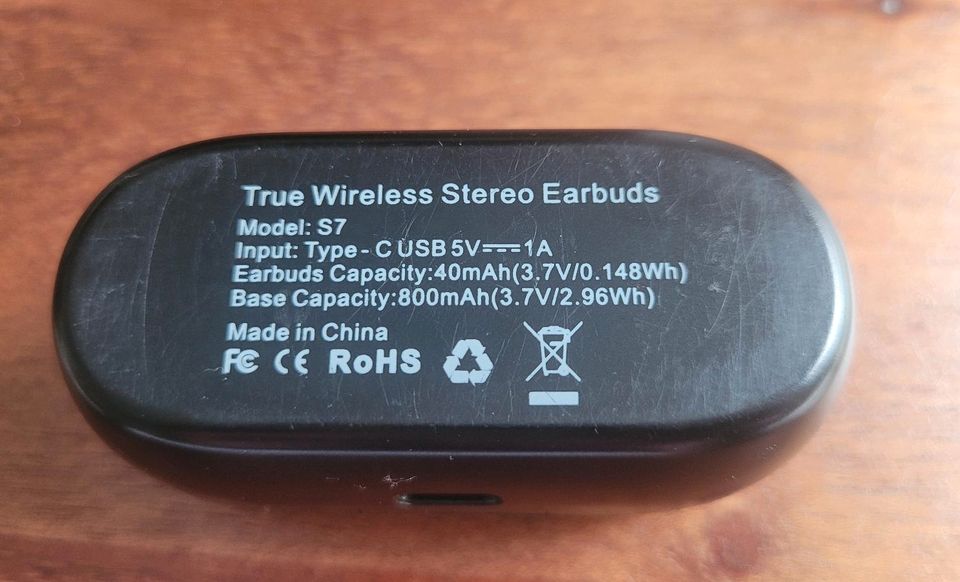 True Wireless Stereo Earbuds
Model: S7
Input: Type - C USB 5V⎓1A
Earbuds Capacity:40mAh(3.7V/0.148Wh)
Base Capacity:800mAh(3.7V/2.96Wh)
Made in China
FC CE RoHS